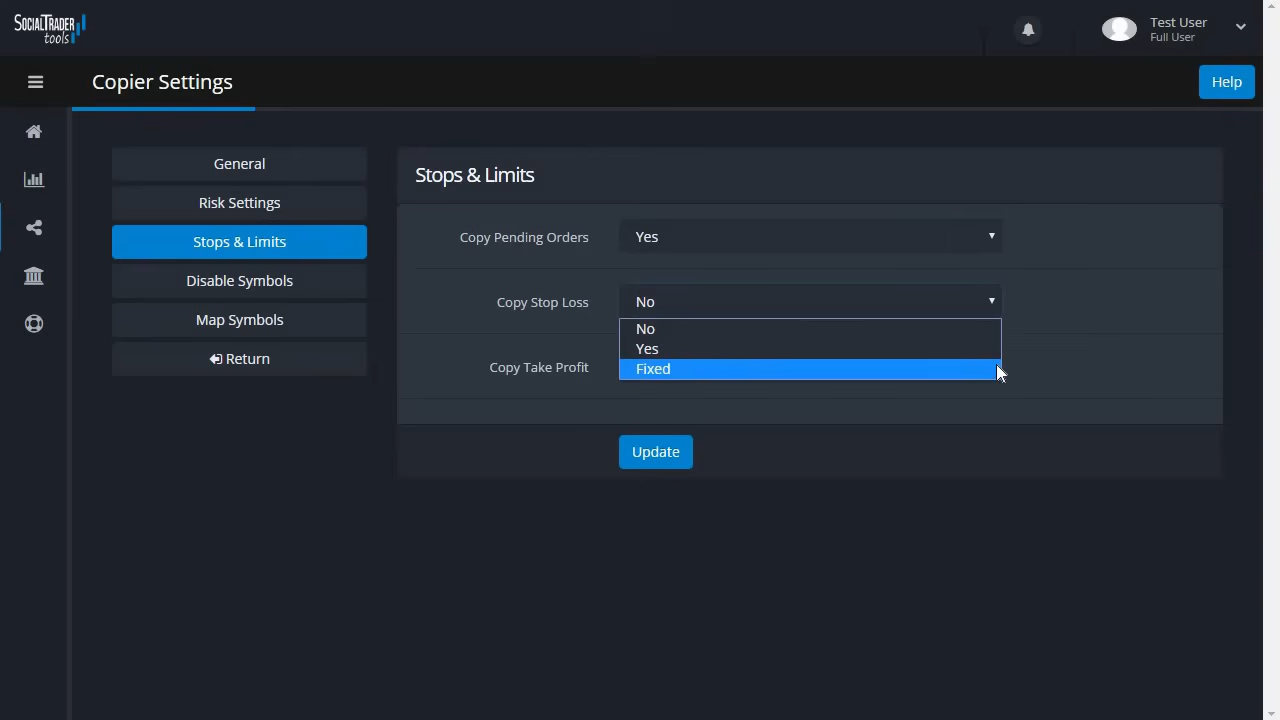 SOCIALTRADER
tools
Test User
Full User
Copier Settings
Help
General
Risk Settings
Stops & Limits
Disable Symbols
Map Symbols
Return
Stops & Limits
Copy Pending Orders
Yes
Copy Stop Loss
No
No
Yes
Fixed
Copy Take Profit
Update